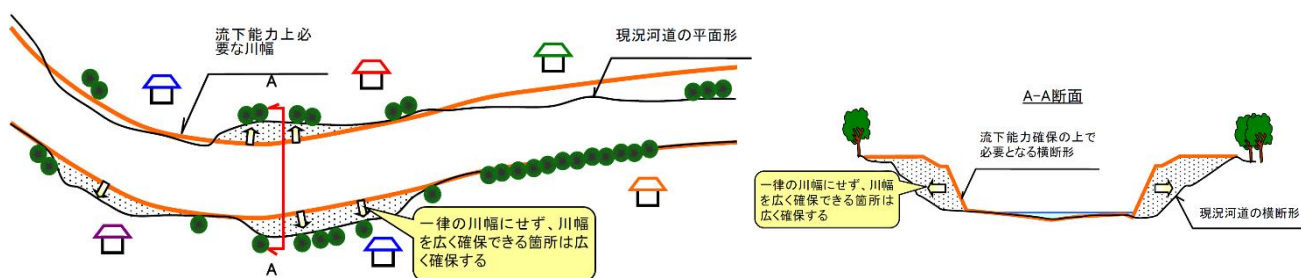 流下能力上必
要な川幅
A
現況河道の平面形
一律の川幅にせず、川幅
を広く確保できる箇所は広
く確保する
A
A-A断面
流下能力確保の上で
必要となる横断形
一律の川幅にせず、川幅
を広く確保できる箇所は
広く確保する
現況河道の横断形